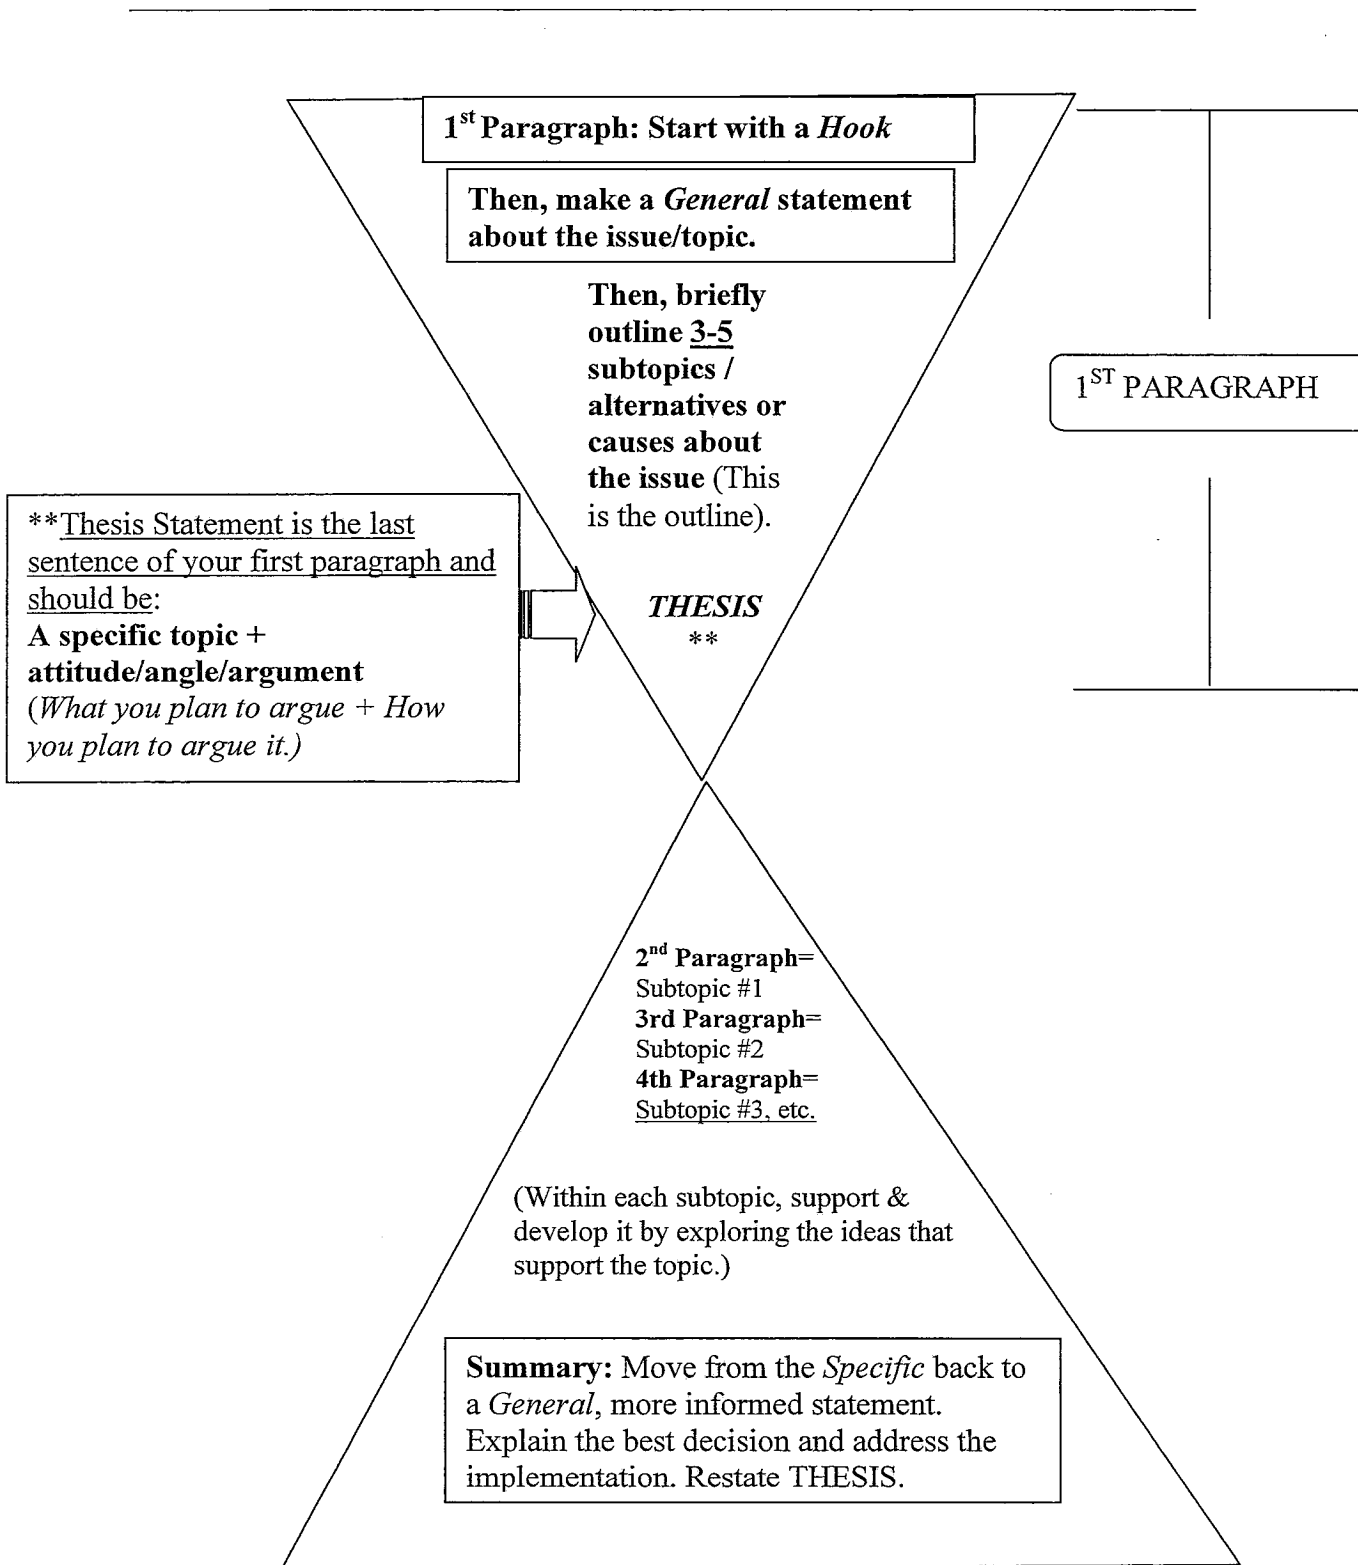 1st Paragraph: Start with a Hook
Then, make a General statement
about the issue/topic.
Then, briefly
outline 3-5
subtopics /
alternatives or
causes about
the issue (This
is the outline).
1ST PARAGRAPH
**Thesis Statement is the last
sentence of your first paragraph and
should be:
A specific topic +
attitude/angle/argument
(What you plan to argue + How
you plan to argue it.)
THESIS
**
2nd Paragraph=
Subtopic #1
3rd Paragraph=
Subtopic #2
4th Paragraph=
Subtopic #3, etc.
(Within each subtopic, support &
develop it by exploring the ideas that
support the topic.)
Summary: Move from the Specific back to
a General, more informed statement.
Explain the best decision and address the
implementation. Restate THESIS.